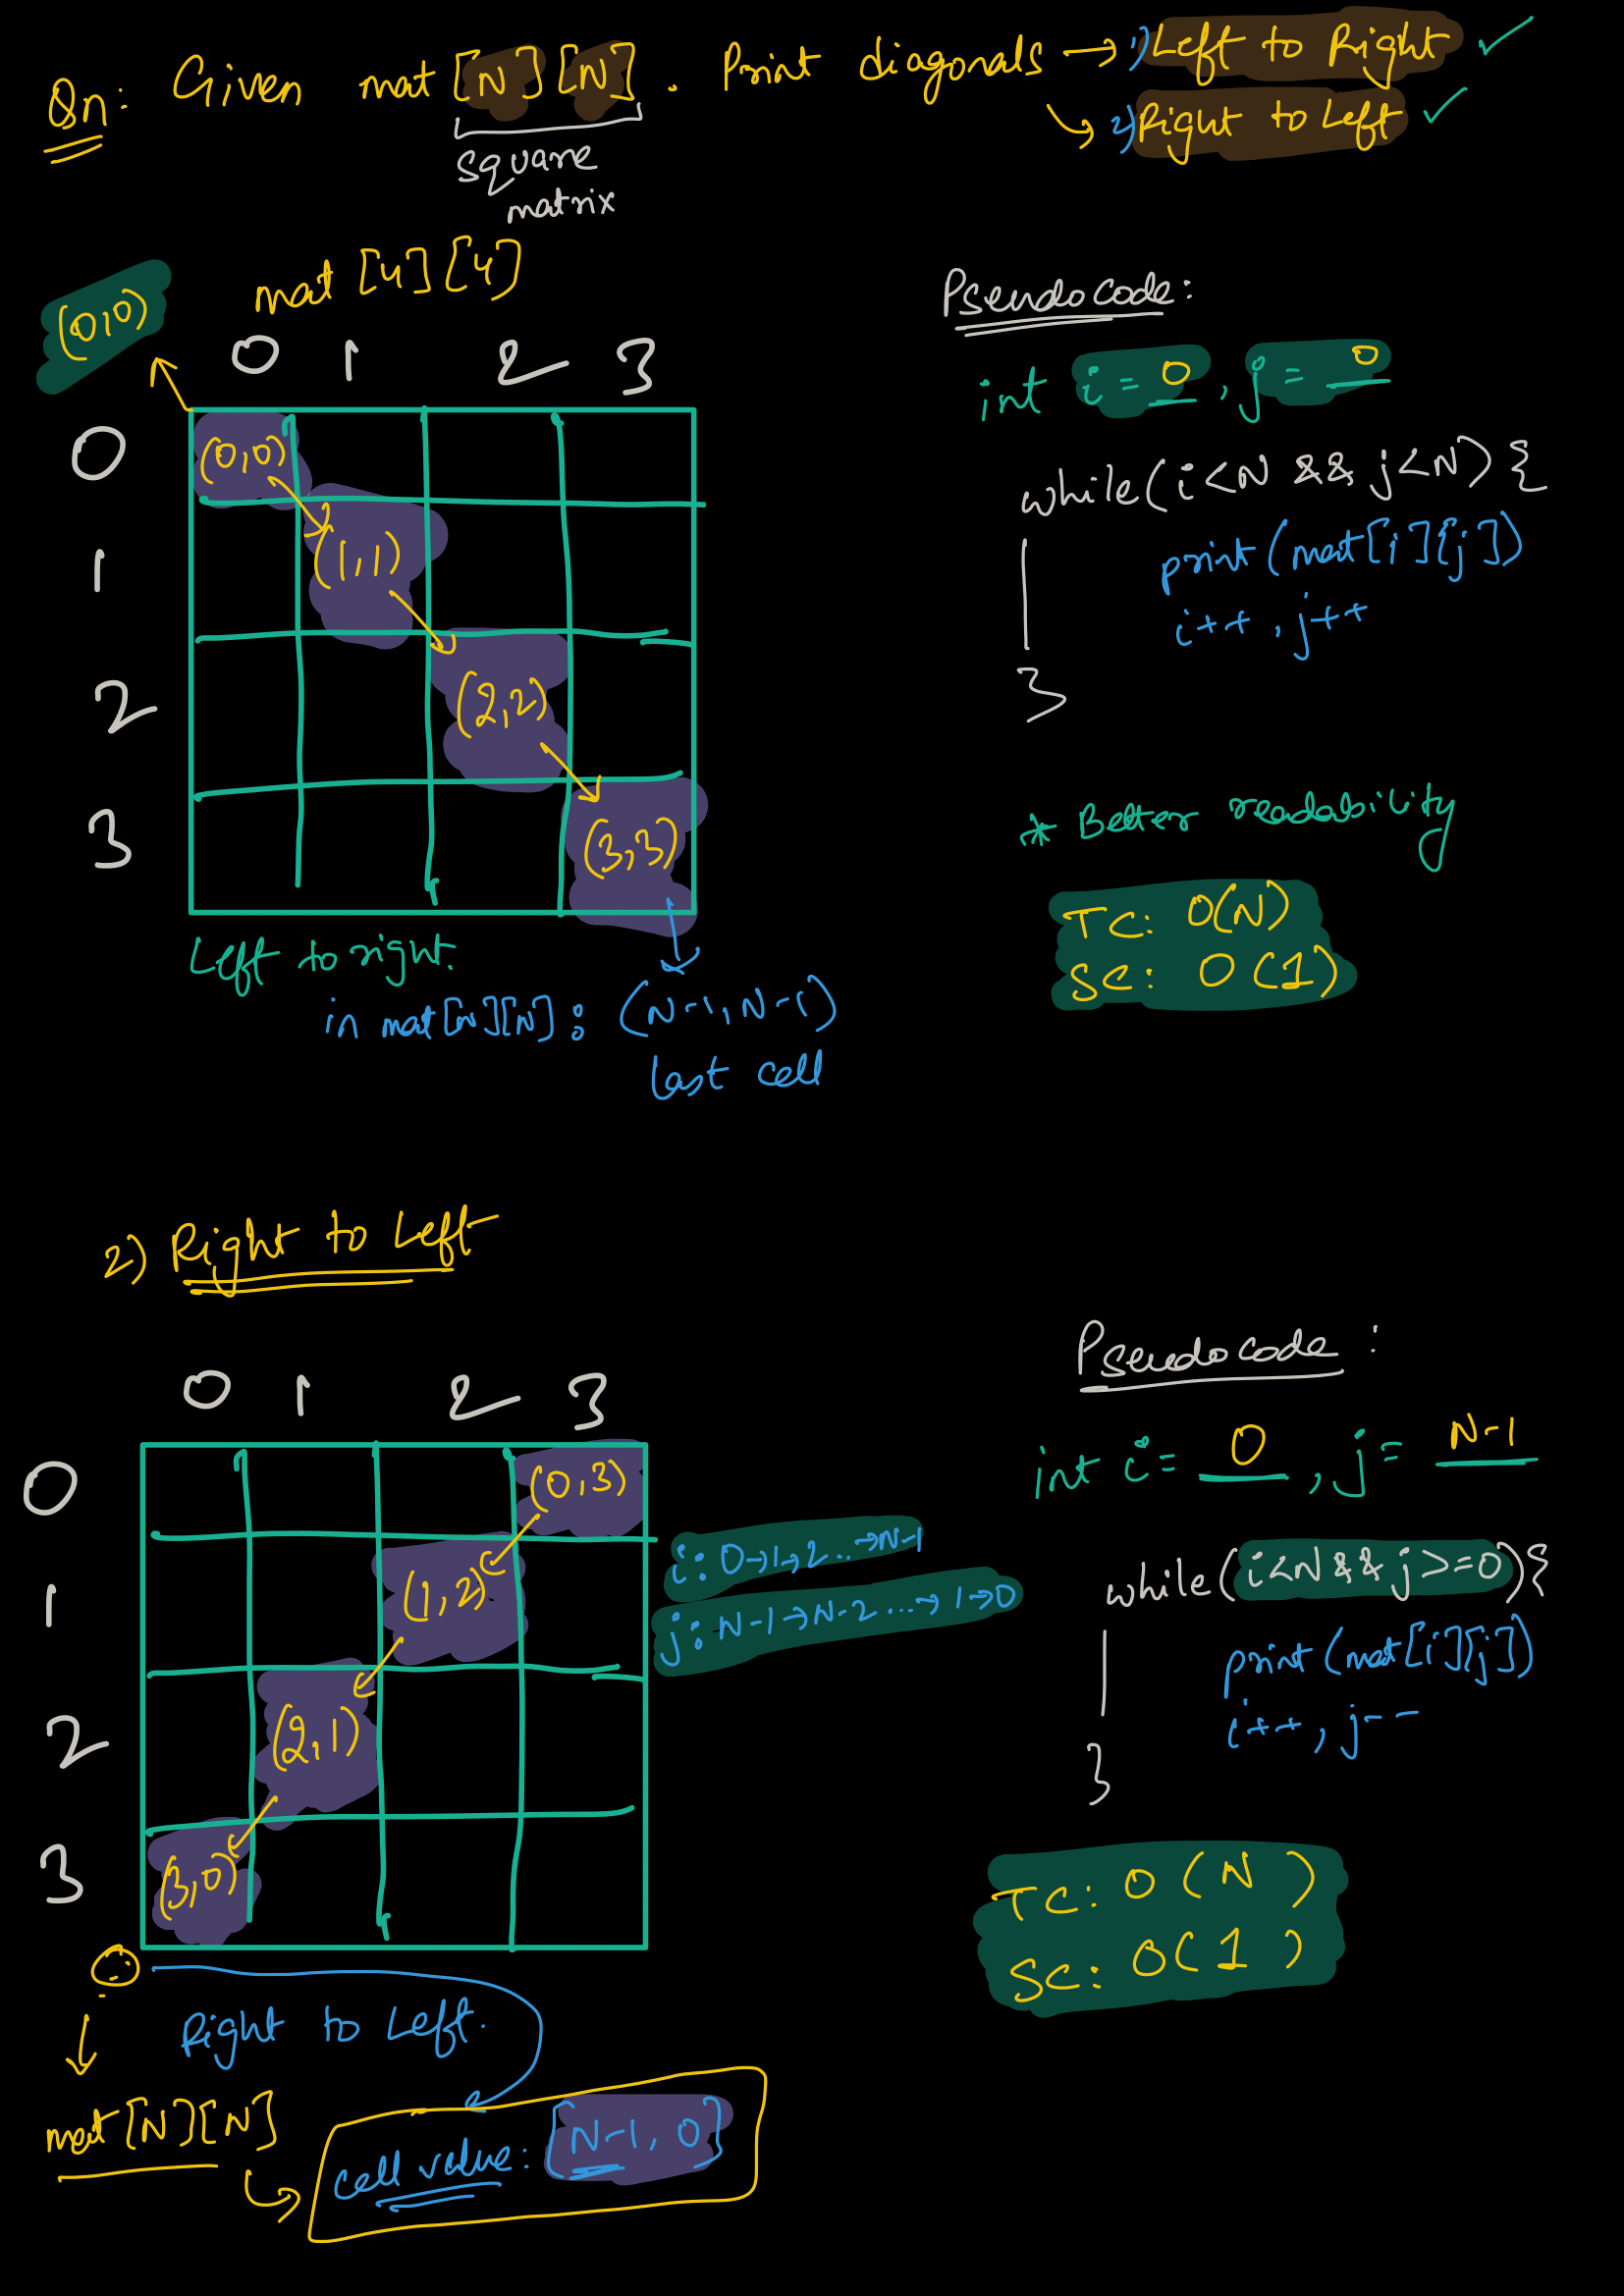 Qn: Given mat [N][N]. Print diagonals → 1) Left to Right ✓
↳ 2) Right to Left ✓
square
matrix
mat [4][4]
(0,0)
0 1 2 3
0 (0,0)
1 (1,1)
2 (2,2)
3 (3,3)
Left to right.
in mat[N][N]: (N-1, N-1)
last cell
Pseudocode:
int i = 0, j = 0
while(i<N && j<N){
print(mat[i][j])
i++, j++
}
* Better readability
TC: O(N)
SC: O(1)
2) Right to Left
0 1 2 3
0 (0,3)
1 (1,2)
2 (2,1)
3 (3,0)
i: 0→1→2..→N-1
j: N-1→N-2...→1→0
Right to Left.
mat[N][N]
cell value: [N-1, 0]
Pseudocode:
int i= 0, j= N-1
while(i<N && j>=0){
print(mat[i][j])
i++, j--
}
TC: O(N)
SC: O(1)